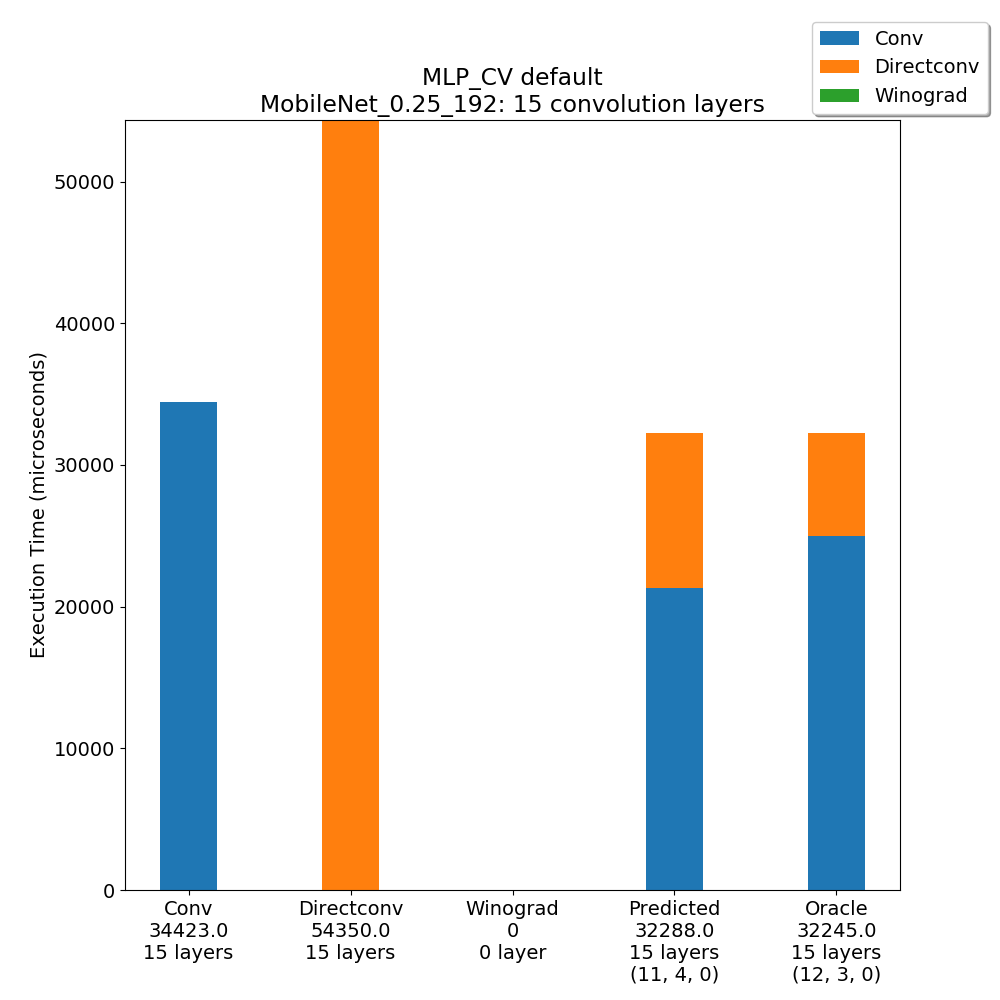 Conv
Directconv
Winograd
MLP_CV default
MobileNet_0.25_192: 15 convolution layers
Execution Time (microseconds)
50000
40000
30000
20000
10000
0
Conv
34423.0
15 layers
Directconv
54350.0
15 layers
Winograd
0
0 layer
Predicted
32288.0
15 layers
(11, 4, 0)
Oracle
32245.0
15 layers
(12, 3, 0)